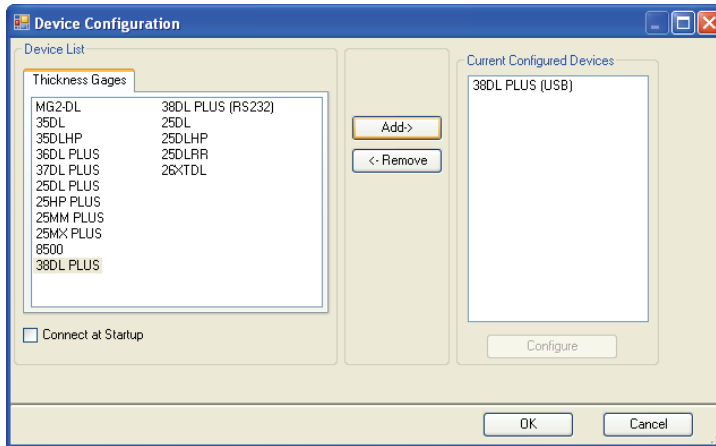 Device Configuration
Device List
Thickness Gages
MG2-DL
35DL
35DLHP
36DL PLUS
37DL PLUS
25DL PLUS
25HP PLUS
25MM PLUS
25MX PLUS
8500
38DL PLUS
38DL PLUS (RS232)
25DL
25DLHP
25DLRR
26XTDL
Connect at Startup
Add->
<- Remove
Current Configured Devices
38DL PLUS (USB)
Configure
OK
Cancel